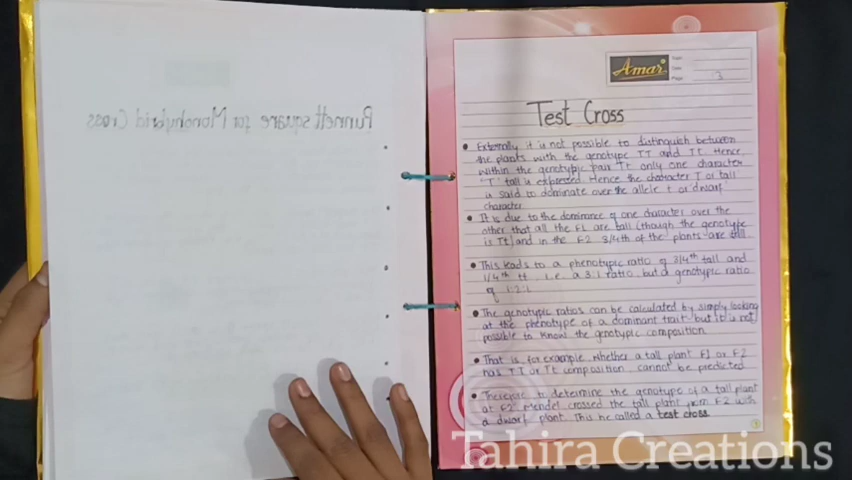 Punnett square for Monohybrid Cross
Amar
Page 3
Test Cross
Externally it is not possible to distinguish between
the plants with the genotype TT and TT. Hence
within the genotypic pair Tt only one character
"T" tall is expressed. Hence the character T or tall
is said to dominate over the allele t or dwarf
character
It is due to the dominance of one character over the
other that all the F1 are tall (though the genotype
is Tt) and in the F2 3/4th of the plants are tall
This leads to a phenotypic ratio of 3/4th tall and
1/4th tt i.e a 3:1 ratio, but a genotypic ratio
of 1:2:1
The genotypic ratios can be calculated by simply looking
at the phenotype of a dominant trait but it is not
possible to know the genotypic composition
That is for example, whether a tall plant F1 or F2
has TT or Tt composition cannot be predicted
Therefore to determine the genotype of a tall plant
at F2 Mendel crossed the tall plant from F2 with
a dwarf plant. This he called a test cross
Tahira Creations